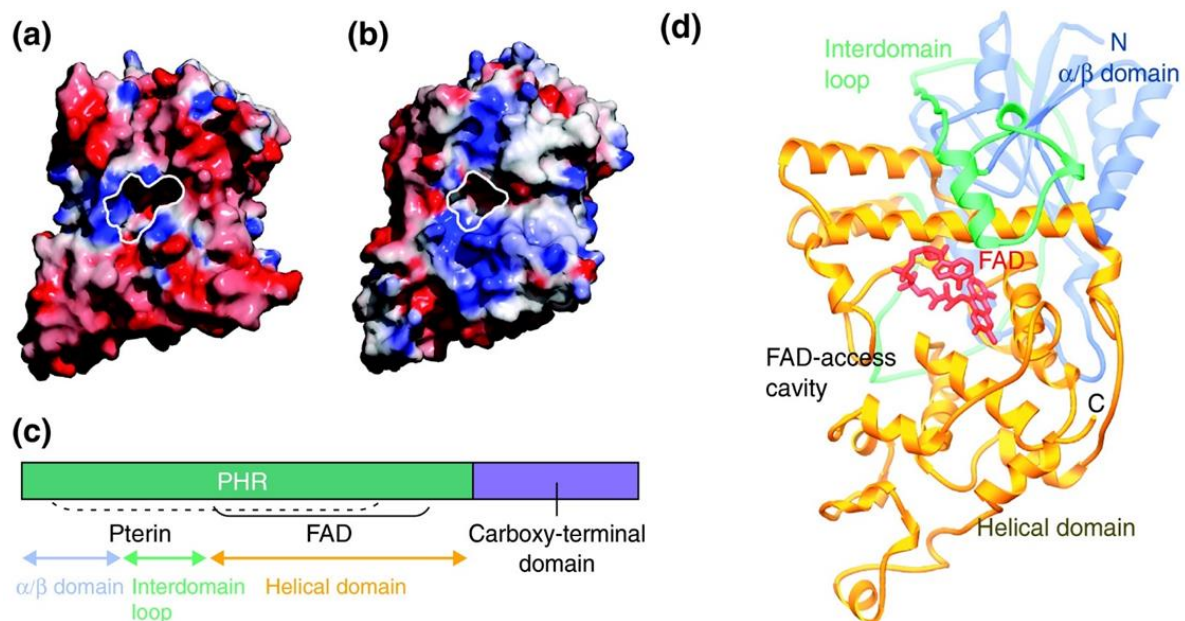 (a)
(b)
(c)
PHR
Pterin
FAD
Carboxy-terminal
domain
α/β domain
Interdomain
loop
Helical domain
(d)
Interdomain
loop
N
α/β domain
FAD
FAD-access
cavity
C
Helical domain